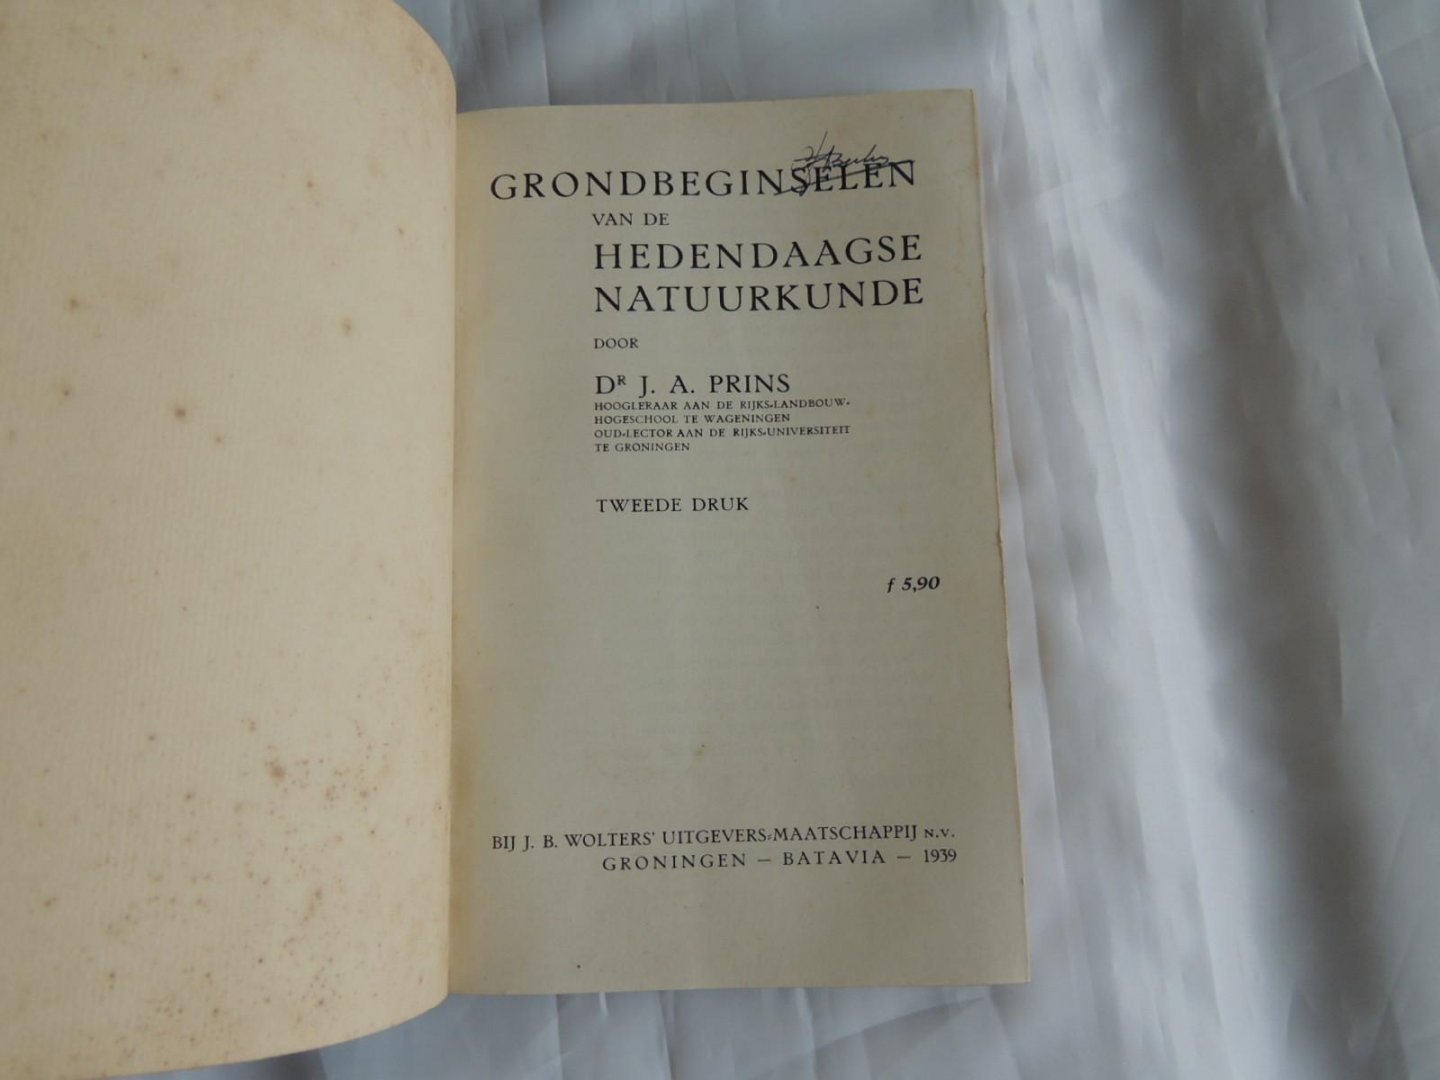 GRONDBEGINSELEN
VAN DE
HEDENDAAGSE
NATUURKUNDE
DOOR
DR J. A. PRINS
HOOGLERAAR AAN DE RIJKS-LANDBOUW-
HOGESCHOOL TE WAGENINGEN
OUD-LECTOR AAN DE RIJKS-UNIVERSITEIT
TE GRONINGEN
TWEEDE DRUK
f 5,90
BIJ J. B. WOLTERS' UITGEVERS-MAATSCHAPPIJ N.V.
GRONINGEN — BATAVIA — 1939